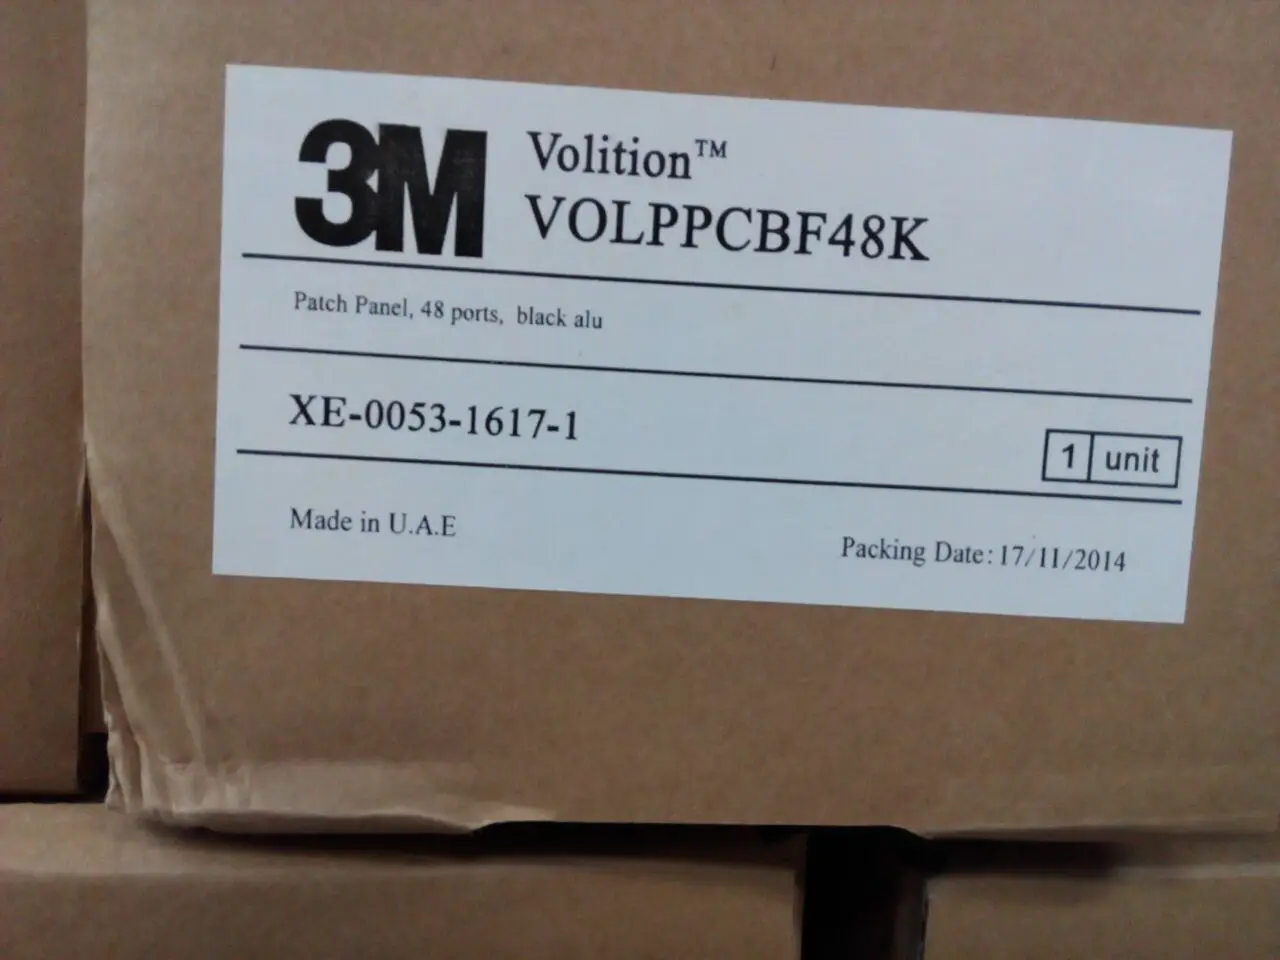 3M
Volition™
VOLPPCBF48K
Patch Panel, 48 ports, black alu
XE-0053-1617-1
1 unit
Made in U.A.E
Packing Date: 17/11/2014